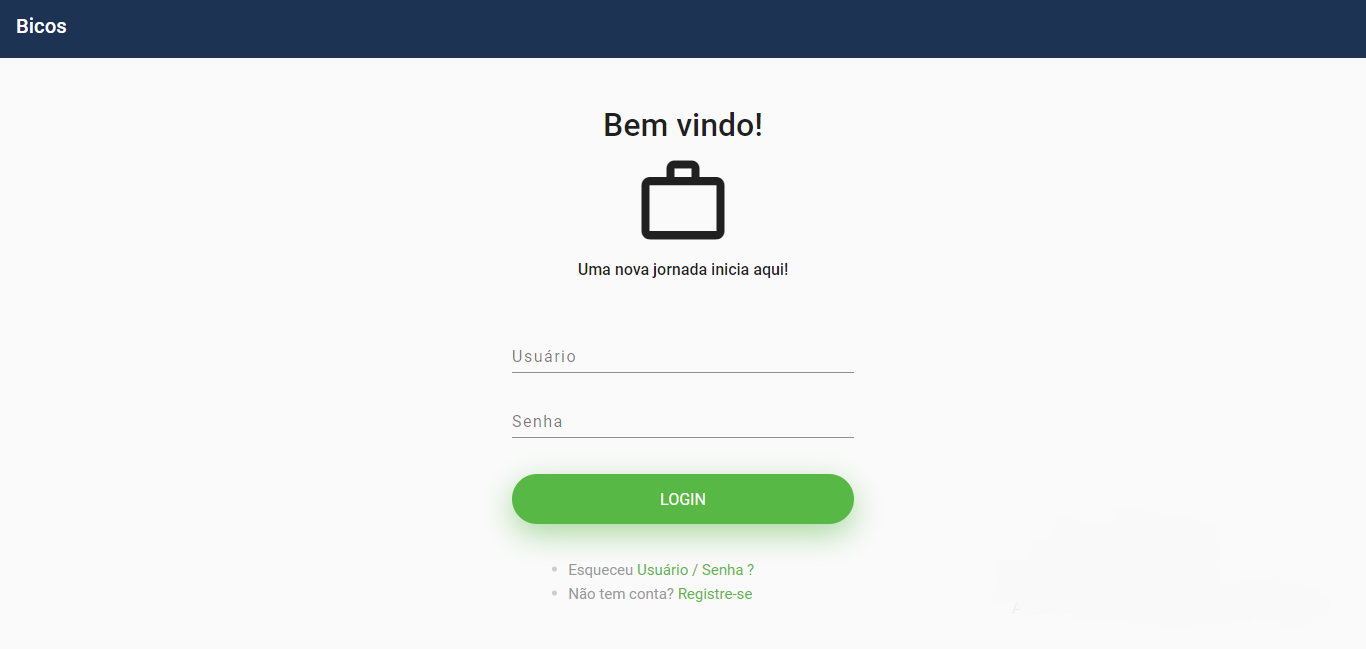 Bicos
Bem vindo!
Uma nova jornada inicia aqui!
Usuário
Senha
LOGIN
Esqueceu Usuário / Senha ?
Não tem conta? Registre-se